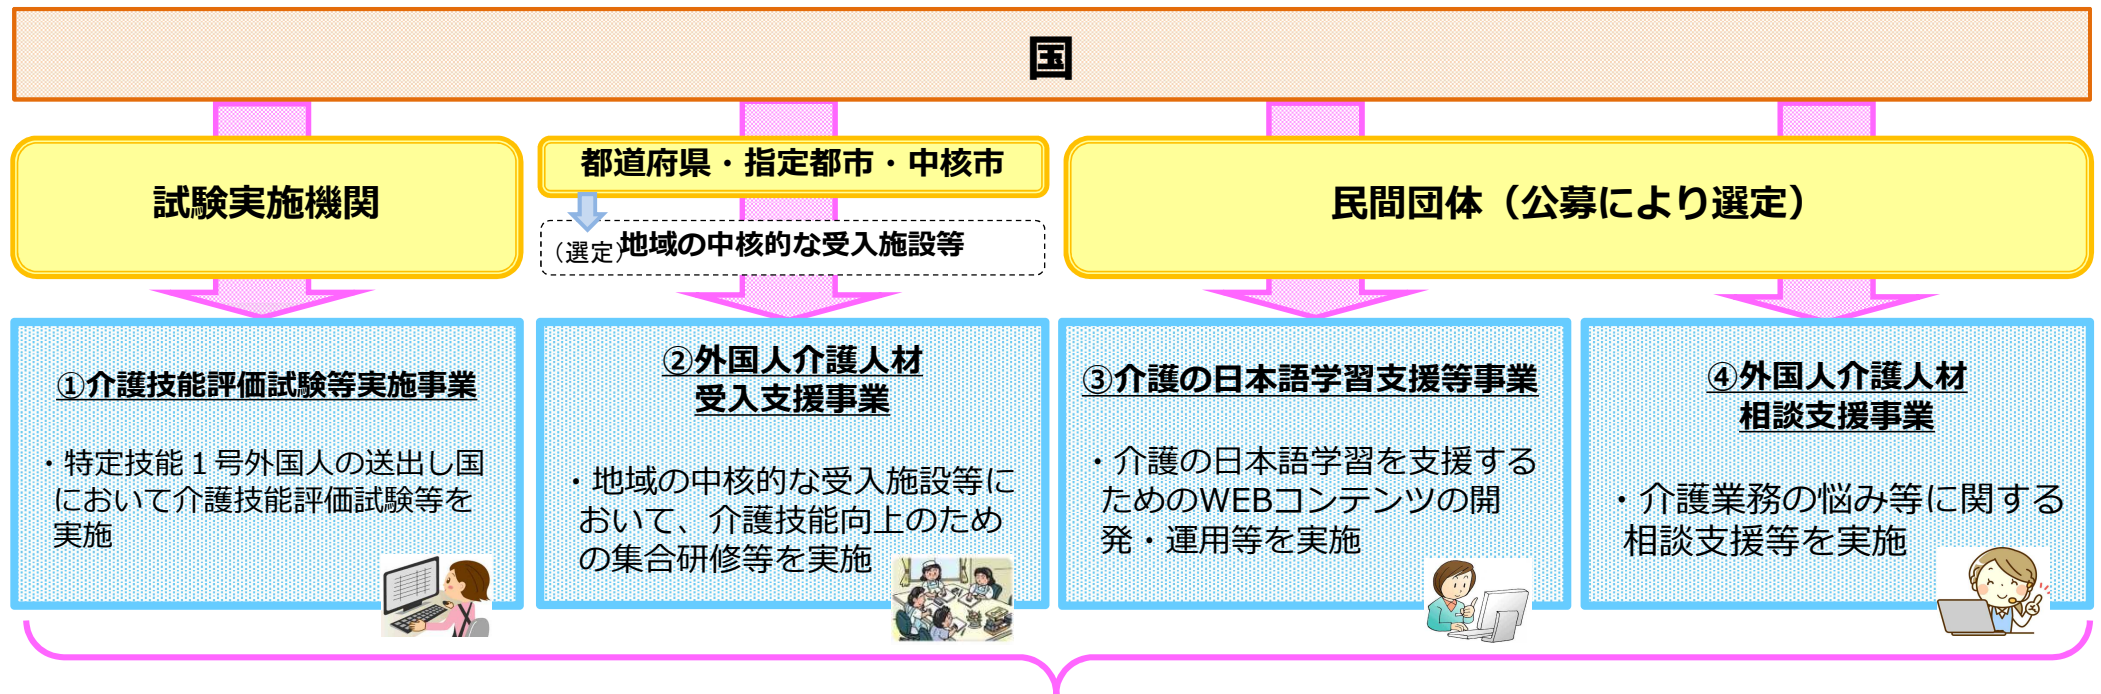 国
試験実施機関
都道府県・指定都市・中核市
(選定)地域の中核的な受入施設等
民間団体（公募により選定）
①介護技能評価試験等実施事業
・特定技能１号外国人の送出し国
において介護技能評価試験等を
実施
②外国人介護人材
受入支援事業
・地域の中核的な受入施設等に
おいて、介護技能向上のため
の集合研修等を実施
③介護の日本語学習支援等事業
・介護の日本語学習を支援する
ためのWEBコンテンツの開
発・運用等を実施
④外国人介護人材
相談支援事業
・介護業務の悩み等に関する
相談支援等を実施